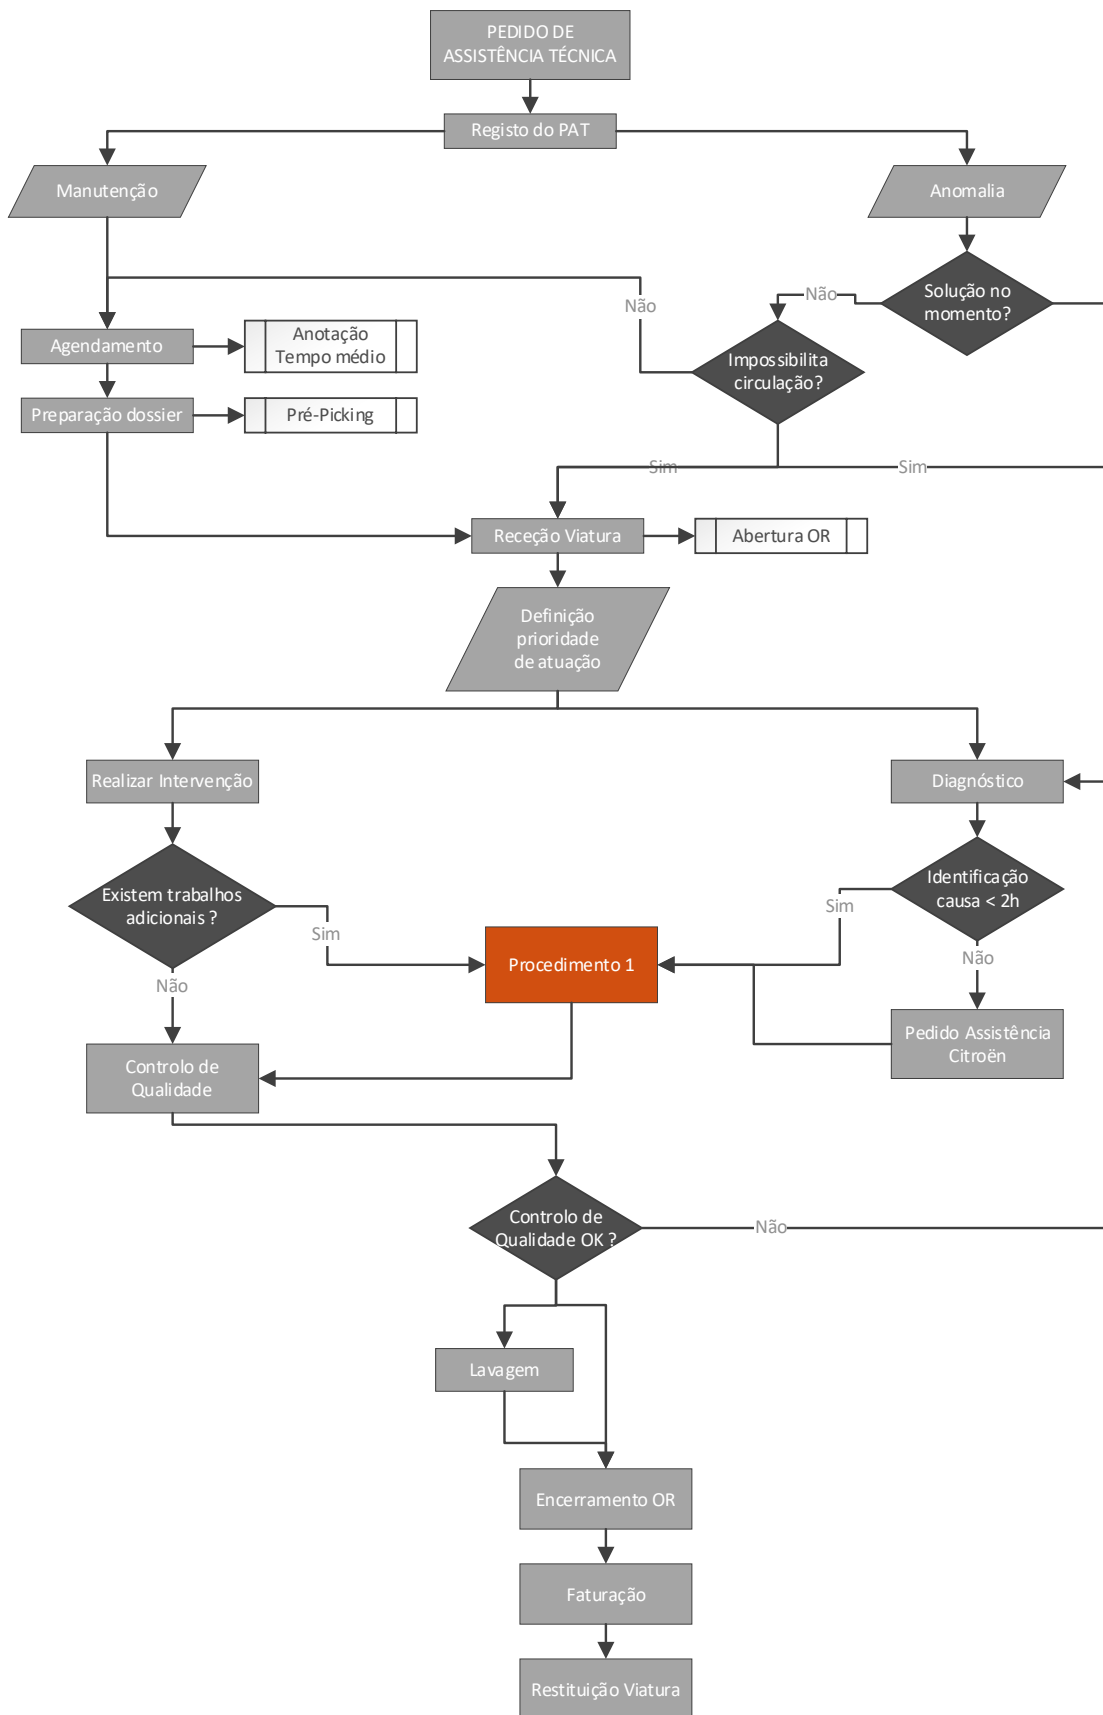 PEDIDO DE
ASSISTÊNCIA TÉCNICA
Registo do PAT
Manutenção
Anomalia
Solução no
momento?
Não
Não
Impossibilita
circulação?
Agendamento
Anotação
Tempo médio
Preparação dossier
Pré-Picking
Sim
Sim
Receção Viatura
Abertura OR
Definição
prioridade
de atuação
Realizar Intervenção
Diagnóstico
Existem trabalhos
adicionais ?
Identificação
causa < 2h
Sim
Sim
Procedimento 1
Não
Não
Pedido Assistência
Citroën
Controlo de
Qualidade
Controlo de
Qualidade OK ?
Não
Lavagem
Encerramento OR
Faturação
Restituição Viatura